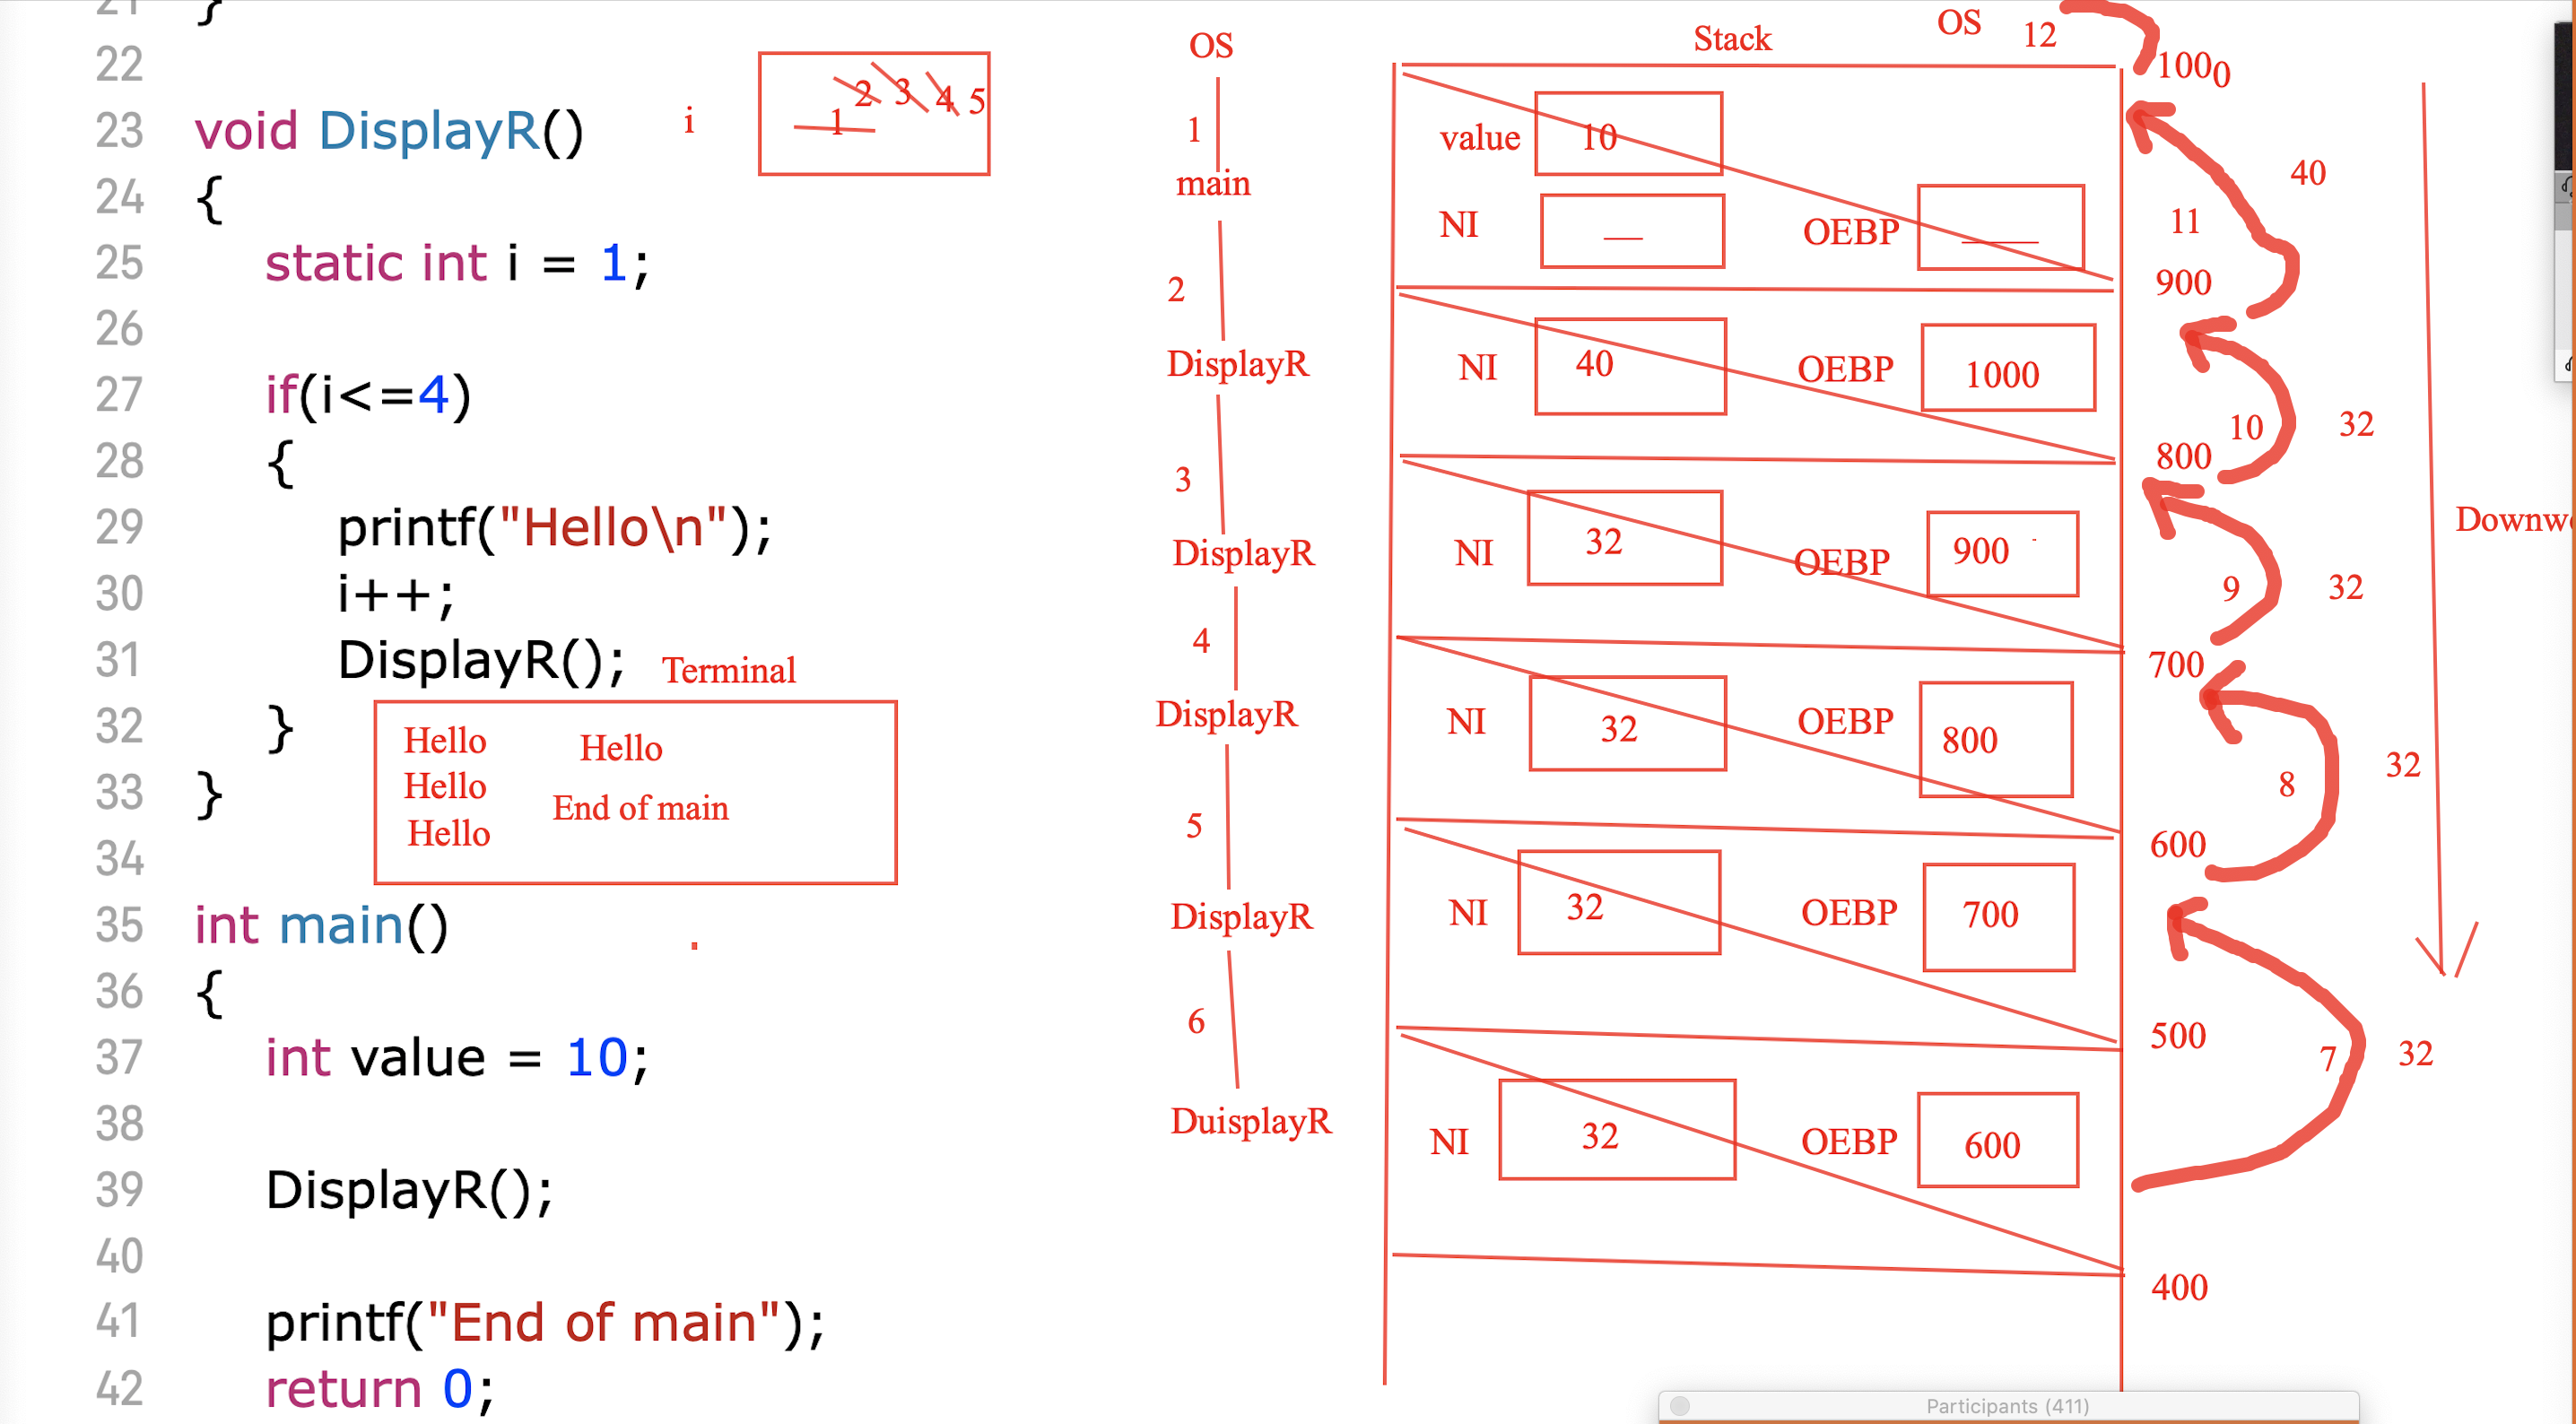 21 }
22
23 void DisplayR()
24 {
25 static int i = 1;
26
27 if(i<=4)
28 {
29 printf("Hello\n");
30 i++;
31 DisplayR();
32 }
33 }
34
35 int main()
36 {
37 int value = 10;
38
39 DisplayR();
40
41 printf("End of main");
42 return 0;
i
1 2 3 4 5
Terminal
Hello Hello
Hello End of main
Hello
OS
1
main
2
DisplayR
3
DisplayR
4
DisplayR
5
DisplayR
6
DuisplayR
Stack
OS 12
1000
value 10
40
NI — OEBP —
11
900
NI 40 OEBP 1000
10 32
800
NI 32 OEBP 900
9 32
700
NI 32 OEBP 800
8 32
600
NI 32 OEBP 700
500
7 32
NI 32 OEBP 600
400
Participants (411)